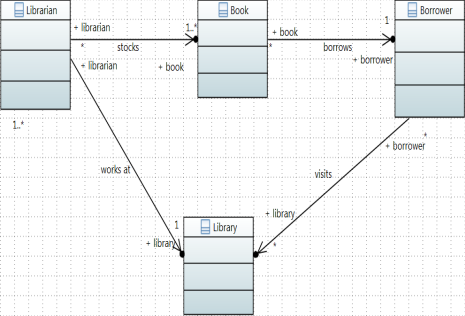 Librarian
Book
Borrower
+ librarian
1..*
+ book
1
*
stocks
*
borrows
+ librarian
+ book
+ borrower
1..*
*
+ borrower
works at
visits
1
+ library
Library
+ library
*